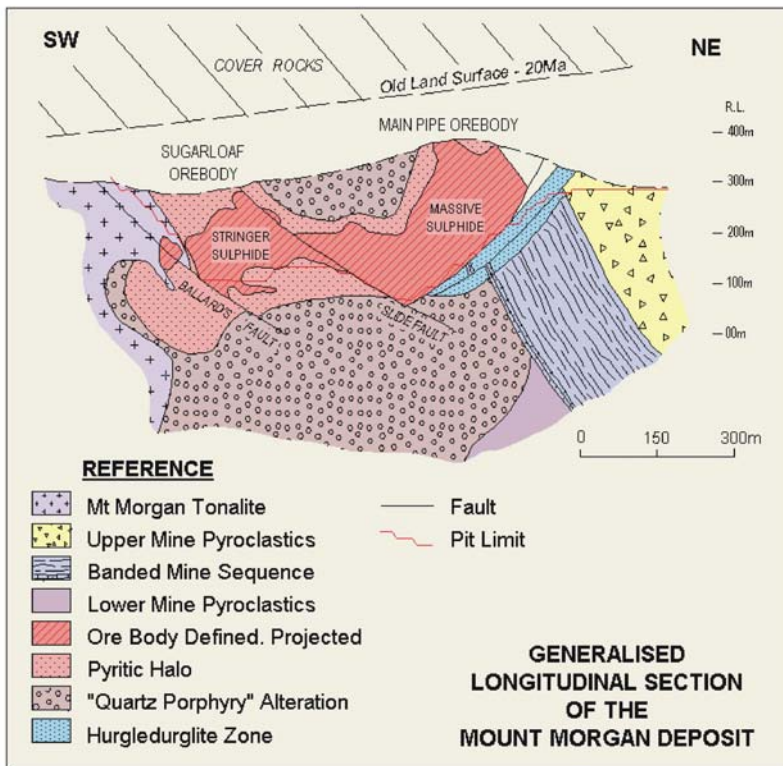 SW
NE
COVER ROCKS
Old Land Surface - 20Ma
R.L.
MAIN PIPE OREBODY
400m
SUGARLOAF
OREBODY
300m
MASSIVE
SULPHIDE
200m
STRINGER
SULPHIDE
100m
BALLARDS
FAULT
SLIDE FAULT
00m
0 150 300m
REFERENCE
Mt Morgan Tonalite
Upper Mine Pyroclastics
Banded Mine Sequence
Lower Mine Pyroclastics
Ore Body Defined. Projected
Pyritic Halo
"Quartz Porphyry" Alteration
Hurgledurglite Zone
Fault
Pit Limit
GENERALISED
LONGITUDINAL SECTION
OF THE
MOUNT MORGAN DEPOSIT